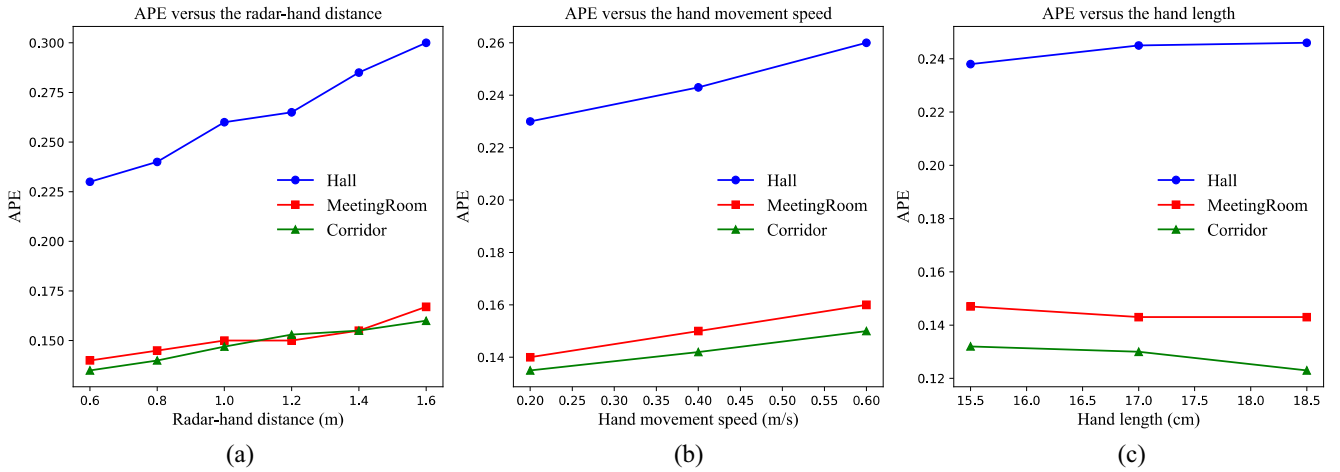 APE versus the radar-hand distance
0.300
0.275
0.250
0.225
0.200
0.175
0.150
APE
Hall
MeetingRoom
Corridor
0.6 0.8 1.0 1.2 1.4 1.6
Radar-hand distance (m)
(a)
APE versus the hand movement speed
0.26
0.24
0.22
0.20
0.18
0.16
0.14
APE
Hall
MeetingRoom
Corridor
0.20 0.25 0.30 0.35 0.40 0.45 0.50 0.55 0.60
Hand movement speed (m/s)
(b)
APE versus the hand length
0.24
0.22
0.20
0.18
0.16
0.14
0.12
APE
Hall
MeetingRoom
Corridor
15.5 16.0 16.5 17.0 17.5 18.0 18.5
Hand length (cm)
(c)